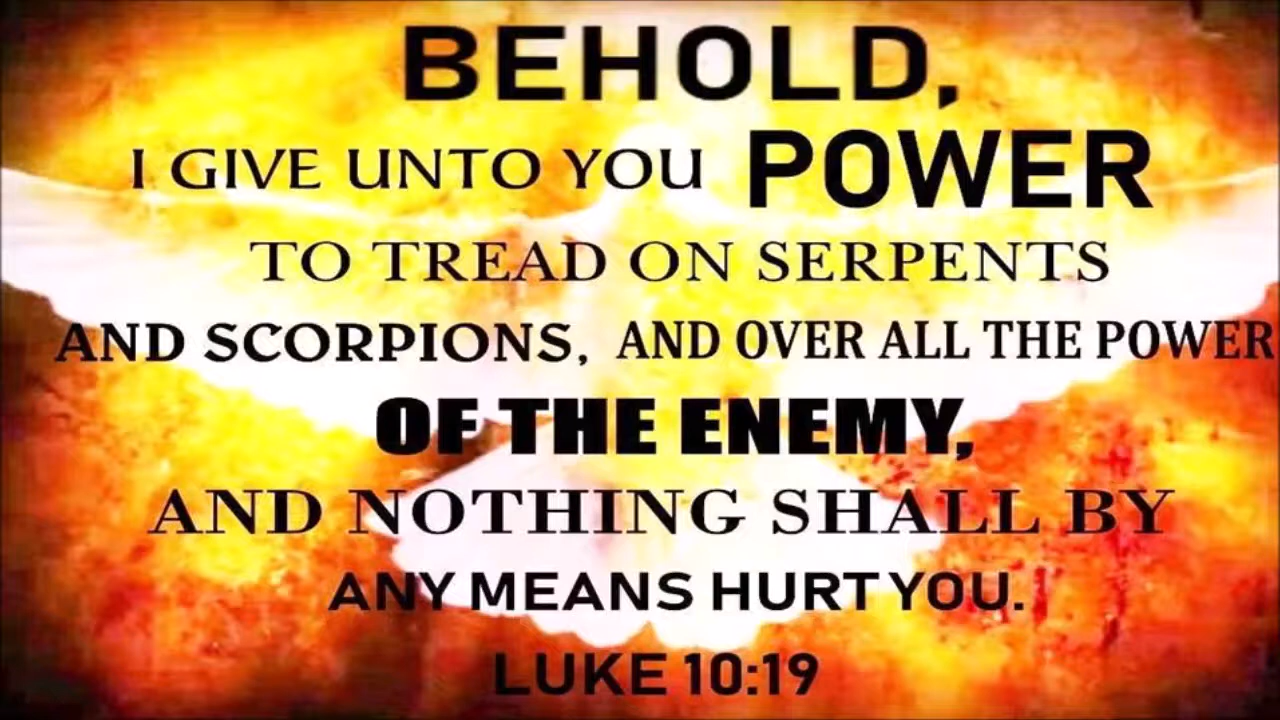 BEHOLD,
I GIVE UNTO YOU POWER
TO TREAD ON SERPENTS
AND SCORPIONS, AND OVER ALL THE POWER
OF THE ENEMY,
AND NOTHING SHALL BY
ANY MEANS HURT YOU.
LUKE 10:19